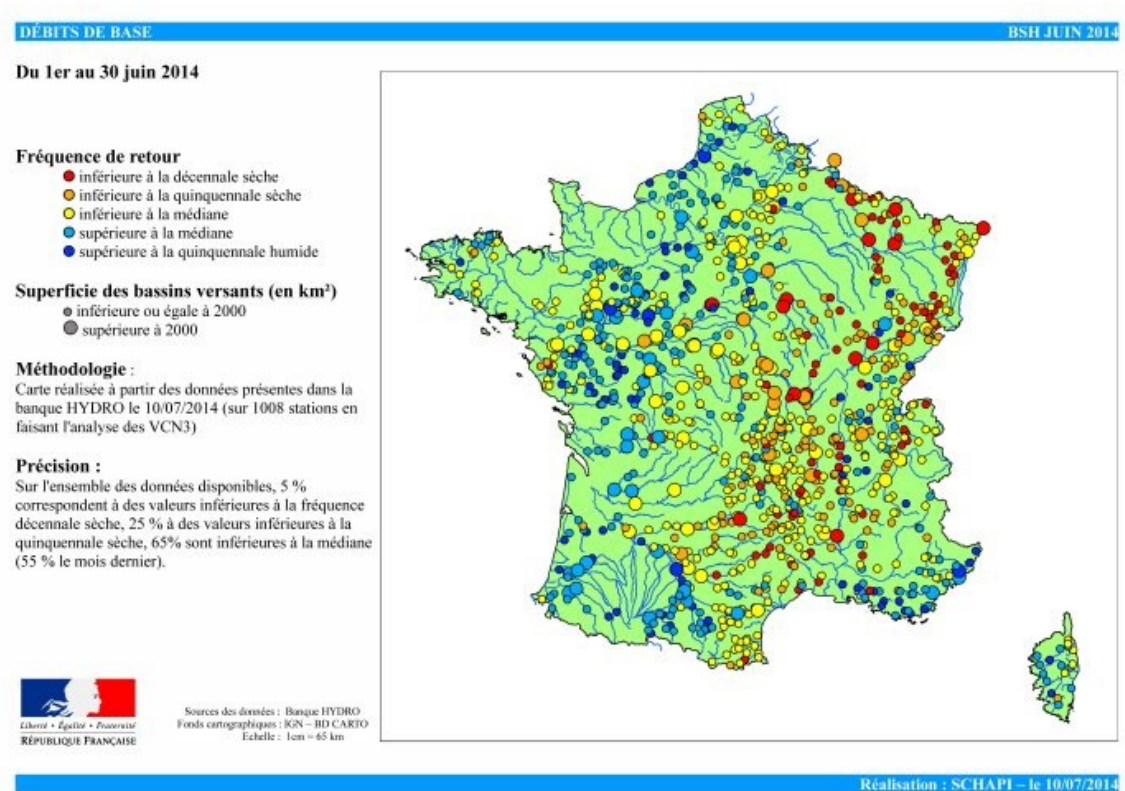 DÉBITS DE BASE
BSH JUIN 2014
Du 1er au 30 juin 2014
Fréquence de retour
inférieure à la décennale sèche
inférieure à la quinquennale sèche
inférieure à la médiane
supérieure à la médiane
supérieure à la quinquennale humide
Superficie des bassins versants (en km²)
inférieure ou égale à 2000
supérieure à 2000
Méthodologie :
Carte réalisée à partir des données présentes dans la
banque HYDRO le 10/07/2014 (sur 1008 stations en
faisant l'analyse des VCN3)
Précision :
Sur l'ensemble des données disponibles, 5 %
correspondent à des valeurs inférieures à la fréquence
décennale sèche, 25 % à des valeurs inférieures à la
quinquennale sèche, 65% sont inférieures à la médiane
(55 % le mois dernier).
Liberté • Égalité • Fraternité
RÉPUBLIQUE FRANÇAISE
Sources des données : Banque HYDRO
Fonds cartographiques : IGN – BD CARTO
Echelle : 1cm = 65 km
Réalisation : SCHAPI – le 10/07/2014